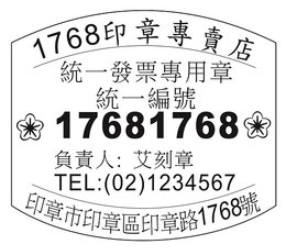 1768印章專賣店
統一發票專用章
統一編號
17681768
負責人: 艾刻章
TEL:(02)1234567
印章市印章區印章路1768號